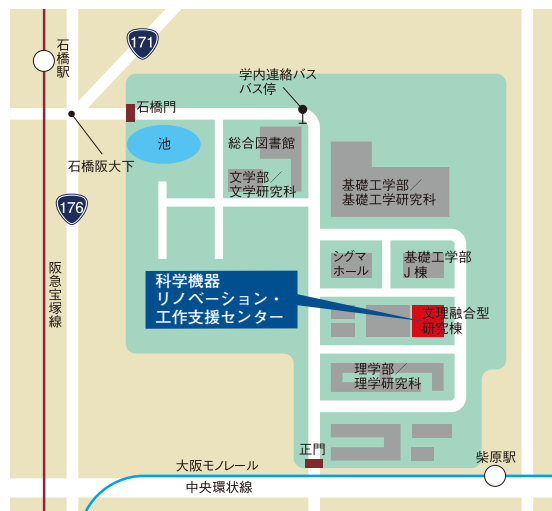 171
石橋駅
学内連絡バス
バス停
石橋門
池
総合図書館
石橋阪大下
文学部／
文学研究科
基礎工学部／
基礎工学研究科
176
シグマ
ホール
基礎工学部
J棟
阪急宝塚線
科学機器
リノベーション・
工作支援センター
文理融合型
研究棟
理学部／
理学研究科
正門
柴原駅
大阪モノレール
中央環状線